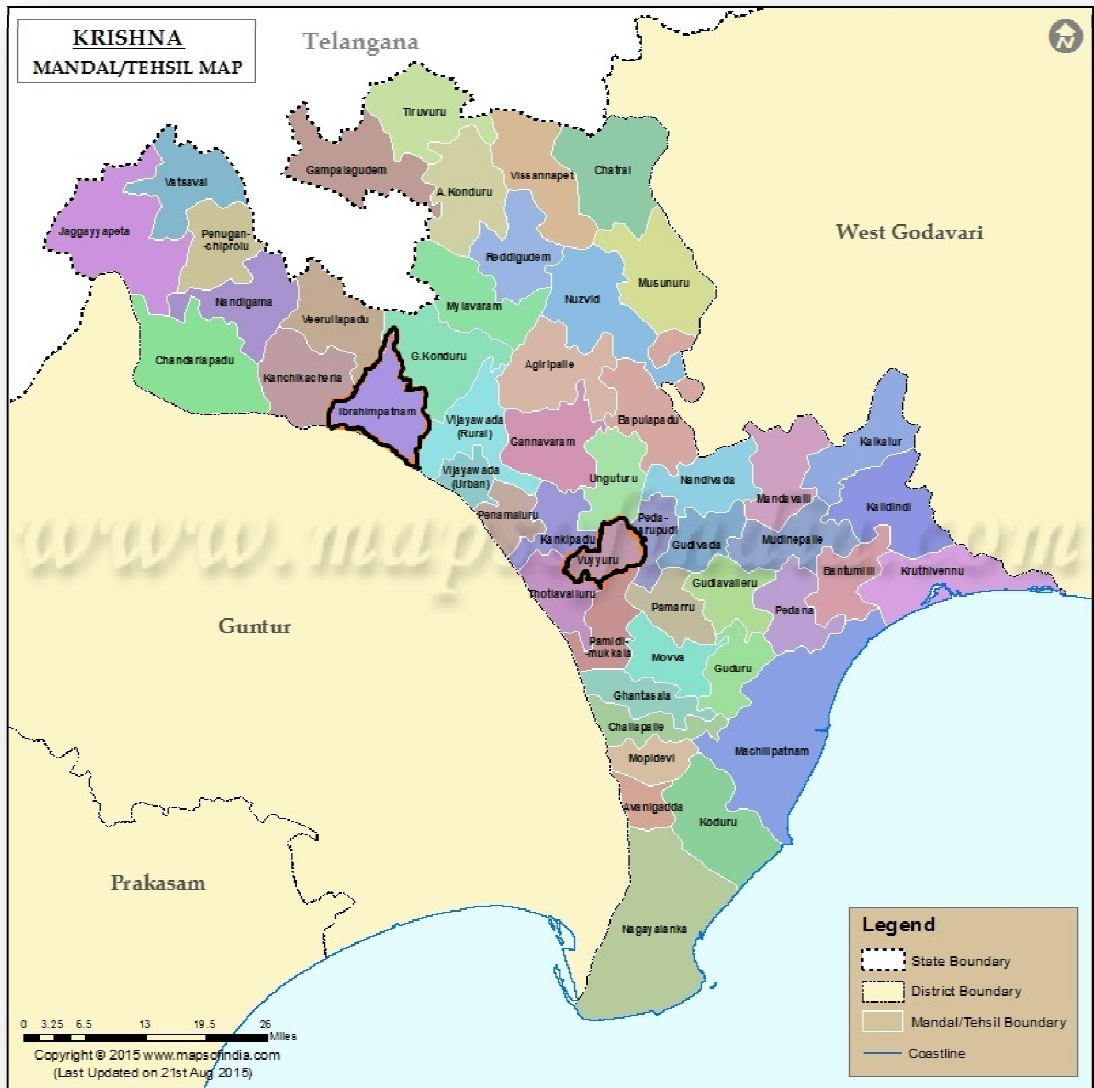 KRISHNA
MANDAL/TEHSIL MAP
Telangana
N
Tiruvuru
Gampalagudem
Vissannapet
Chatrai
Vatsavai
A.Konduru
Jaggayyapeta
Penugan-
-chiprolu
West Godavari
Reddigudem
Musunuru
Nandigama
Nuzvid
Mylavaram
Veerullapadu
Chandarlapadu
G.Konduru
Agiripalle
Kanchikacherla
Ibrahimpatnam
Vijayawada
(Rural)
Bapulapadu
Gannavaram
Kaikalur
Vijayawada
(Urban)
Unguturu
Nandivada
Mandavalli
Kalidindi
Penamaluru
Peda-
-parupudi
Kankipadu
Gudivada
Mudinepalle
www.mapsofindia.com
Vuyyuru
Bantumilli
Kruthivennu
Thotlavalluru
Gudlavalleru
Pamarru
Pedana
Guntur
Pamidi-
-mukkala
Movva
Guduru
Ghantasala
Challapalle
Machilipatnam
Mopidevi
Avanigadda
Koduru
Prakasam
Nagayalanka
Legend
State Boundary
District Boundary
Mandal/Tehsil Boundary
Coastline
0 3.25 6.5 13 19.5 26
Miles
Copyright © 2015 www.mapsofindia.com
(Last Updated on 21st Aug 2015)